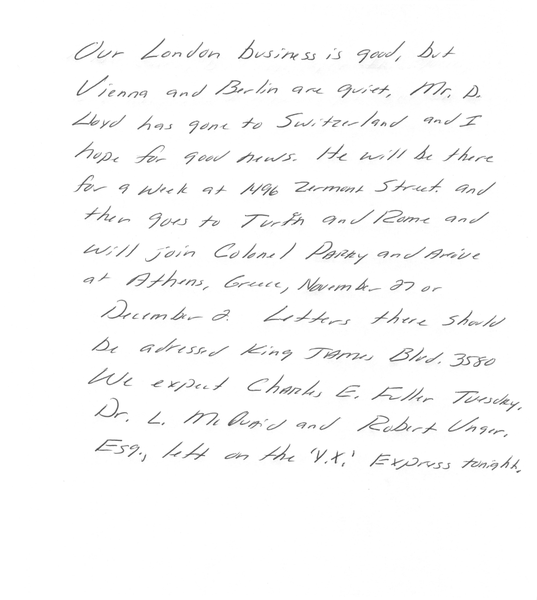 Our London business is good, but
Vienna and Berlin are quiet, Mr. D.
Lloyd has gone to Switzerland and I
hope for good news. He will be there
for a week at 1496 Zermont Street. and
then goes to Turin and Rome and
will join Colonel Parry and arrive
at Athens, Greece, November 27 or
December 2. Letters there should
be adressed King James Blvd. 3580
We expect Charles E. Fuller Tuesday.
Dr. L. McQuaid and Robert Unger.
Esq., left on the 'V.X.' Express tonight.